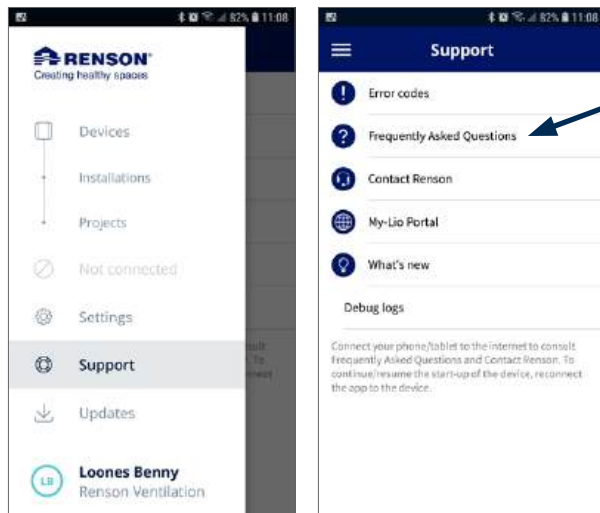 82% 11:08
RENSON
Creating healthy spaces
Devices
Installations
Projects
Not connected
Settings
Support
Updates
LB
Loones Benny
Renson Ventilation
82% 11:08
Support
Error codes
Frequently Asked Questions
Contact Renson
My-Lio Portal
What's new
Debug logs
Connect your phone/tablet to the internet to consult
Frequently Asked Questions and Contact Renson. To
continue/resume the start-up of the device, reconnect
the app to the device.